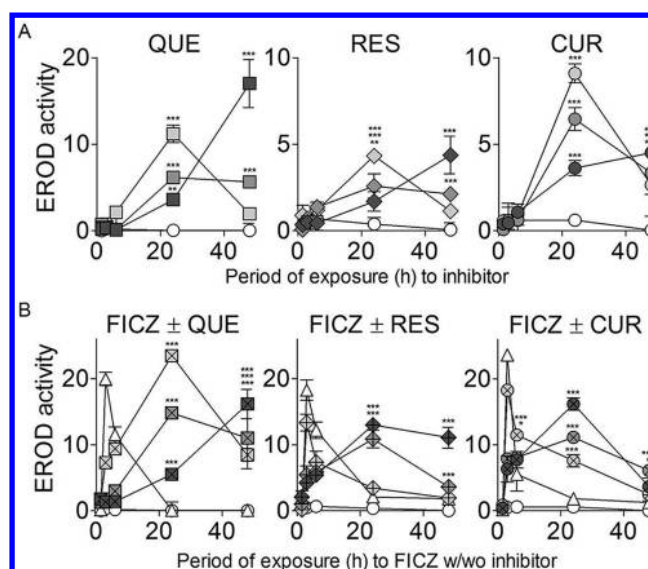 A
QUE
RES
CUR
EROD activity
20
10
0
10
5
0
10
5
0
***
***
***
**
***
***
***
**
***
***
***
***
***
0 20 40
0 20 40
0 20 40
Period of exposure (h) to inhibitor
B
FICZ ± QUE
FICZ ± RES
FICZ ± CUR
EROD activity
20
10
0
20
10
0
20
10
0
***
***
***
***
***
***
***
***
***
***
***
*
***
***
***
**
0 20 40
0 20 40
0 20 40
Period of exposure (h) to FICZ w/wo inhibitor